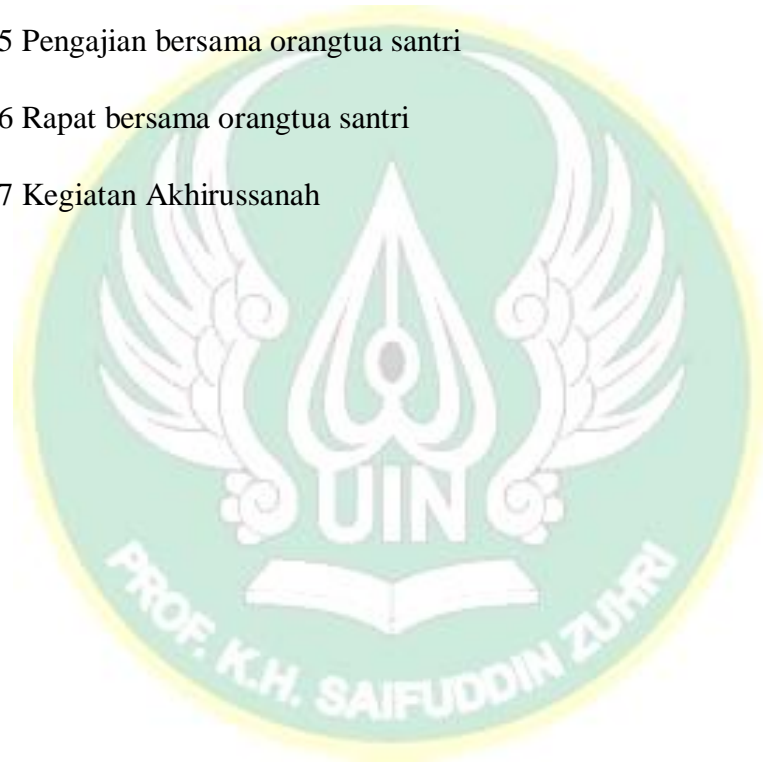 5 Pengajian bersama orangtua santri
6 Rapat bersama orangtua santri
7 Kegiatan Akhirussanah
UIN
PROF. K.H. SAIFUDDIN ZUHRI